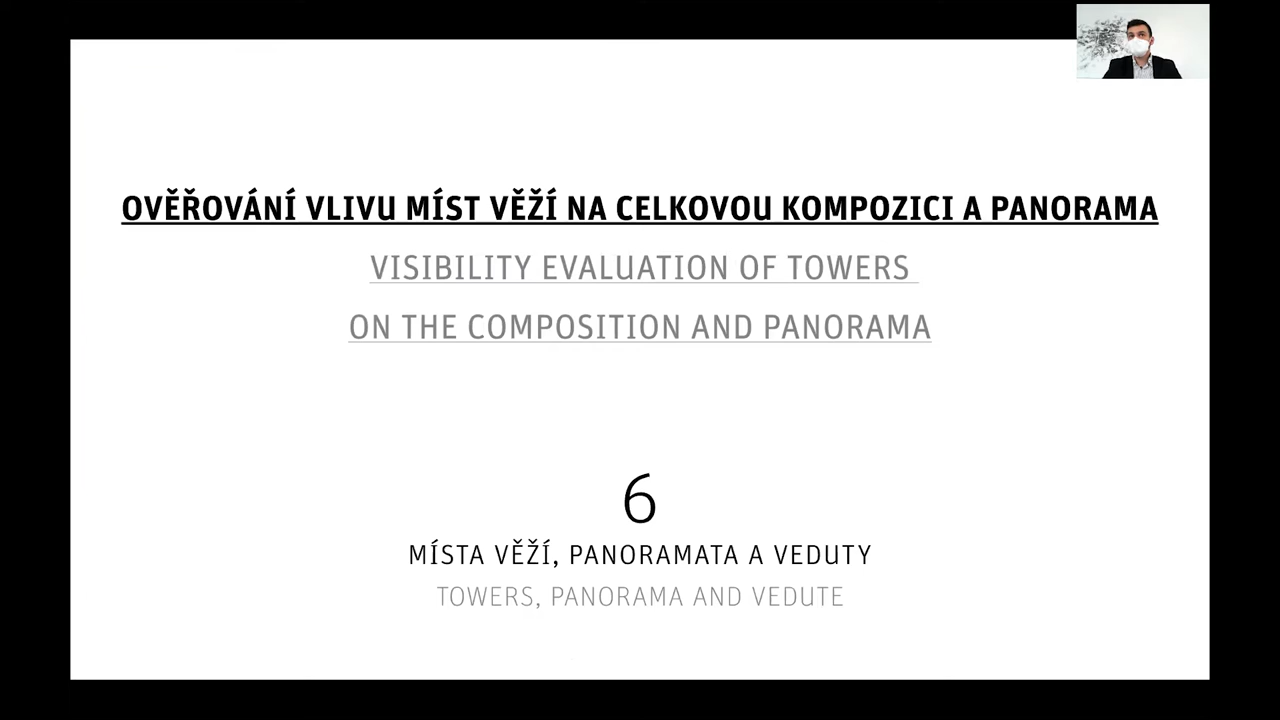 OVĚŘOVÁNÍ VLIVU MÍST VĚŽÍ NA CELKOVOU KOMPOZICI A PANORAMA
VISIBILITY EVALUATION OF TOWERS
ON THE COMPOSITION AND PANORAMA
6
MÍSTA VĚŽÍ, PANORAMATA A VEDUTY
TOWERS, PANORAMA AND VEDUTE